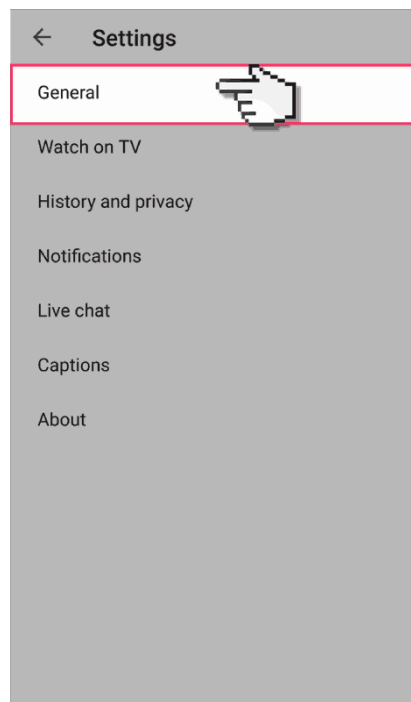 Settings
General
Watch on TV
History and privacy
Notifications
Live chat
Captions
About